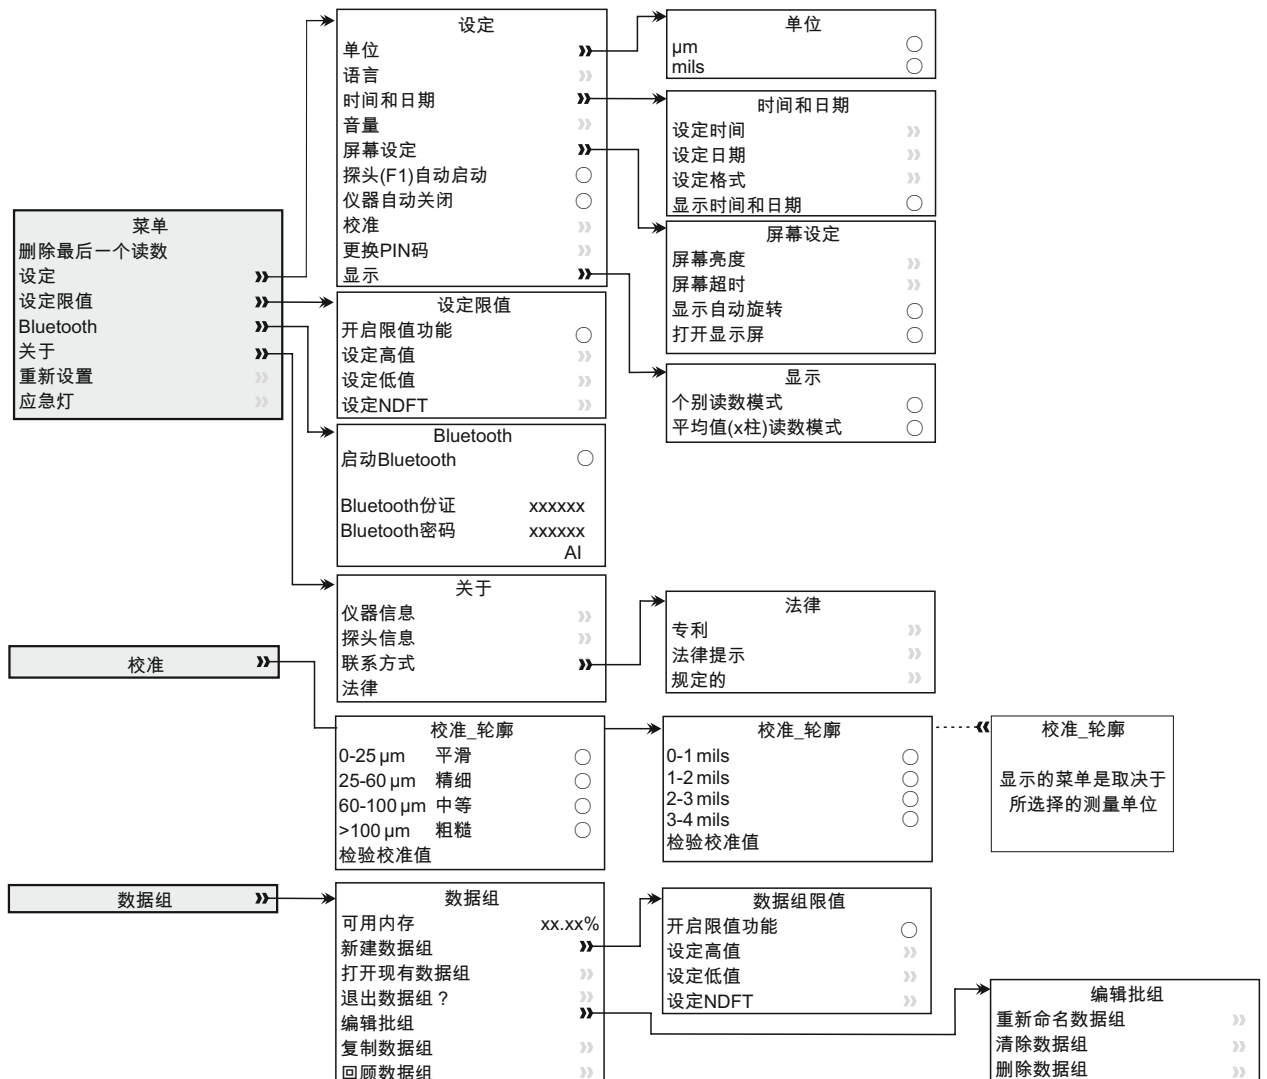 菜单
删除最后一个读数
设定
设定限值
Bluetooth
关于
重新设置
应急灯
设定
单位
语言
时间和日期
音量
屏幕设定
探头(F1)自动启动
仪器自动关闭
校准
更换PIN码
显示
单位
µm
mils
时间和日期
设定时间
设定日期
设定格式
显示时间和日期
屏幕设定
屏幕亮度
屏幕超时
显示自动旋转
打开显示屏
显示
个别读数模式
平均值(x柱)读数模式
设定限值
开启限值功能
设定高值
设定低值
设定NDFT
Bluetooth
启动Bluetooth
Bluetooth份证 xxxxxx
Bluetooth密码 xxxxxx
AI
关于
仪器信息
探头信息
联系方式
法律
法律
专利
法律提示
规定的
校准
校准_轮廓
0-25 µm 平滑
25-60 µm 精细
60-100 µm 中等
>100 µm 粗糙
检验校准值
校准_轮廓
0-1 mils
1-2 mils
2-3 mils
3-4 mils
检验校准值
校准_轮廓
显示的菜单是取决于
所选择的测量单位
数据组
数据组
可用内存 xx.xx%
新建数据组
打开现有数据组
退出数据组？
编辑批组
复制数据组
回顾数据组
数据组限值
开启限值功能
设定高值
设定低值
设定NDFT
编辑批组
重新命名数据组
清除数据组
删除数据组